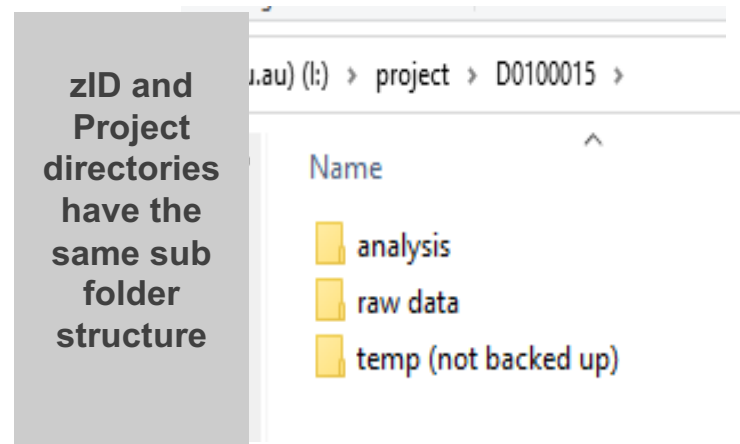 zID and
Project
directories
have the
same sub
folder
structure
u.au) (I:) > project > D0100015 >
Name
analysis
raw data
temp (not backed up)